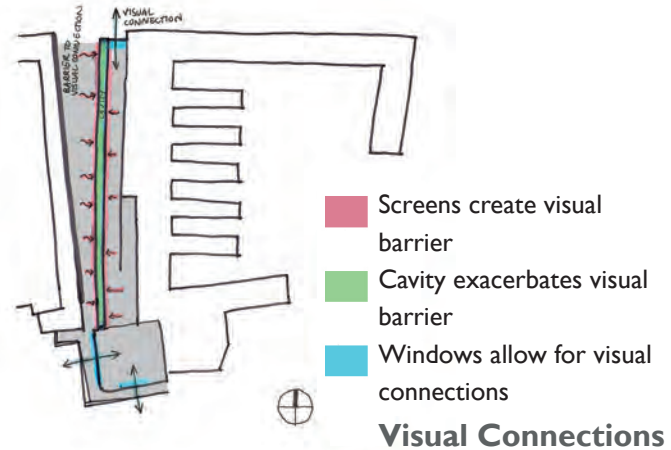 VISUAL
CONNECTION
BARRIER TO
VISUAL CONNECTION
CAVITY
Screens create visual
barrier
Cavity exacerbates visual
barrier
Windows allow for visual
connections
Visual Connections